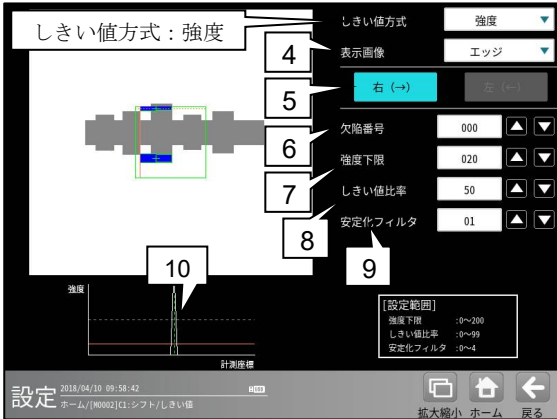 しきい値方式：強度
しきい値方式 強度
4 表示画像 エッジ
5 右（→） 左（←）
欠陥番号 000
6
強度下限 020
7
しきい値比率 50
8
安定化フィルタ 01
9
10
強度
計測座標
[設定範囲]
強度下限 :0～200
しきい値比率 :0～99
安定化フィルタ :0～4
設定 2018/04/10 09:58:42
ホーム/[M0002]C1:シフト/しきい値
拡大縮小 ホーム 戻る